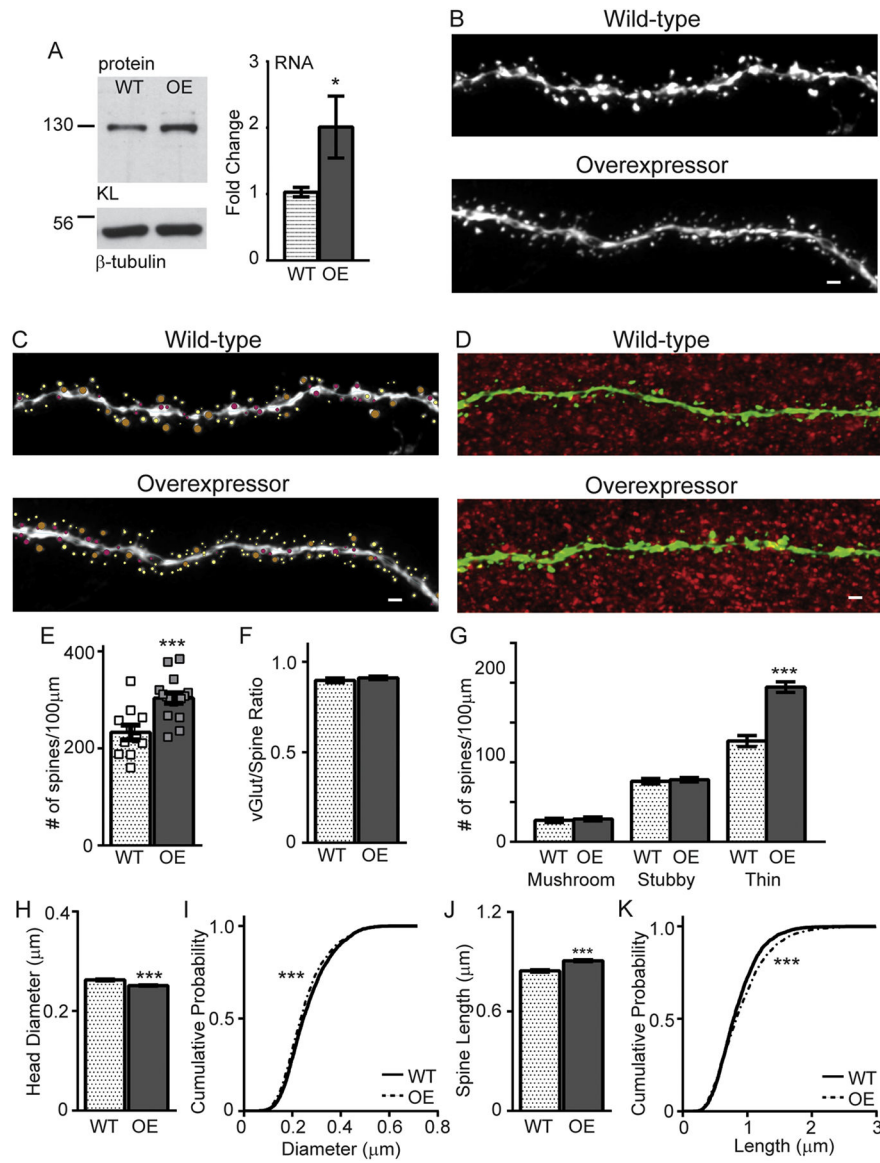 A
protein
WT OE
130
KL
56
β-tubulin
RNA
*
Fold Change
3
2
1
0
WT OE
B
Wild-type
Overexpressor
C
Wild-type
Overexpressor
D
Wild-type
Overexpressor
E
***
# of spines/100μm
400
200
0
WT OE
F
vGlut/Spine Ratio
1.0
0.5
0
WT OE
G
***
# of spines/100μm
200
100
0
WT OE WT OE WT OE
Mushroom Stubby Thin
H
***
Head Diameter (μm)
0.4
0.2
0
WT OE
I
***
Cumulative Probability
1.0
0.5
0
0 0.2 0.4 0.6 0.8
Diameter (μm)
WT
OE
J
***
Spine Length (μm)
1.2
0.6
0
WT OE
K
***
Cumulative Probability
1.0
0.5
0
0 1 2 3
Length (μm)
WT
OE